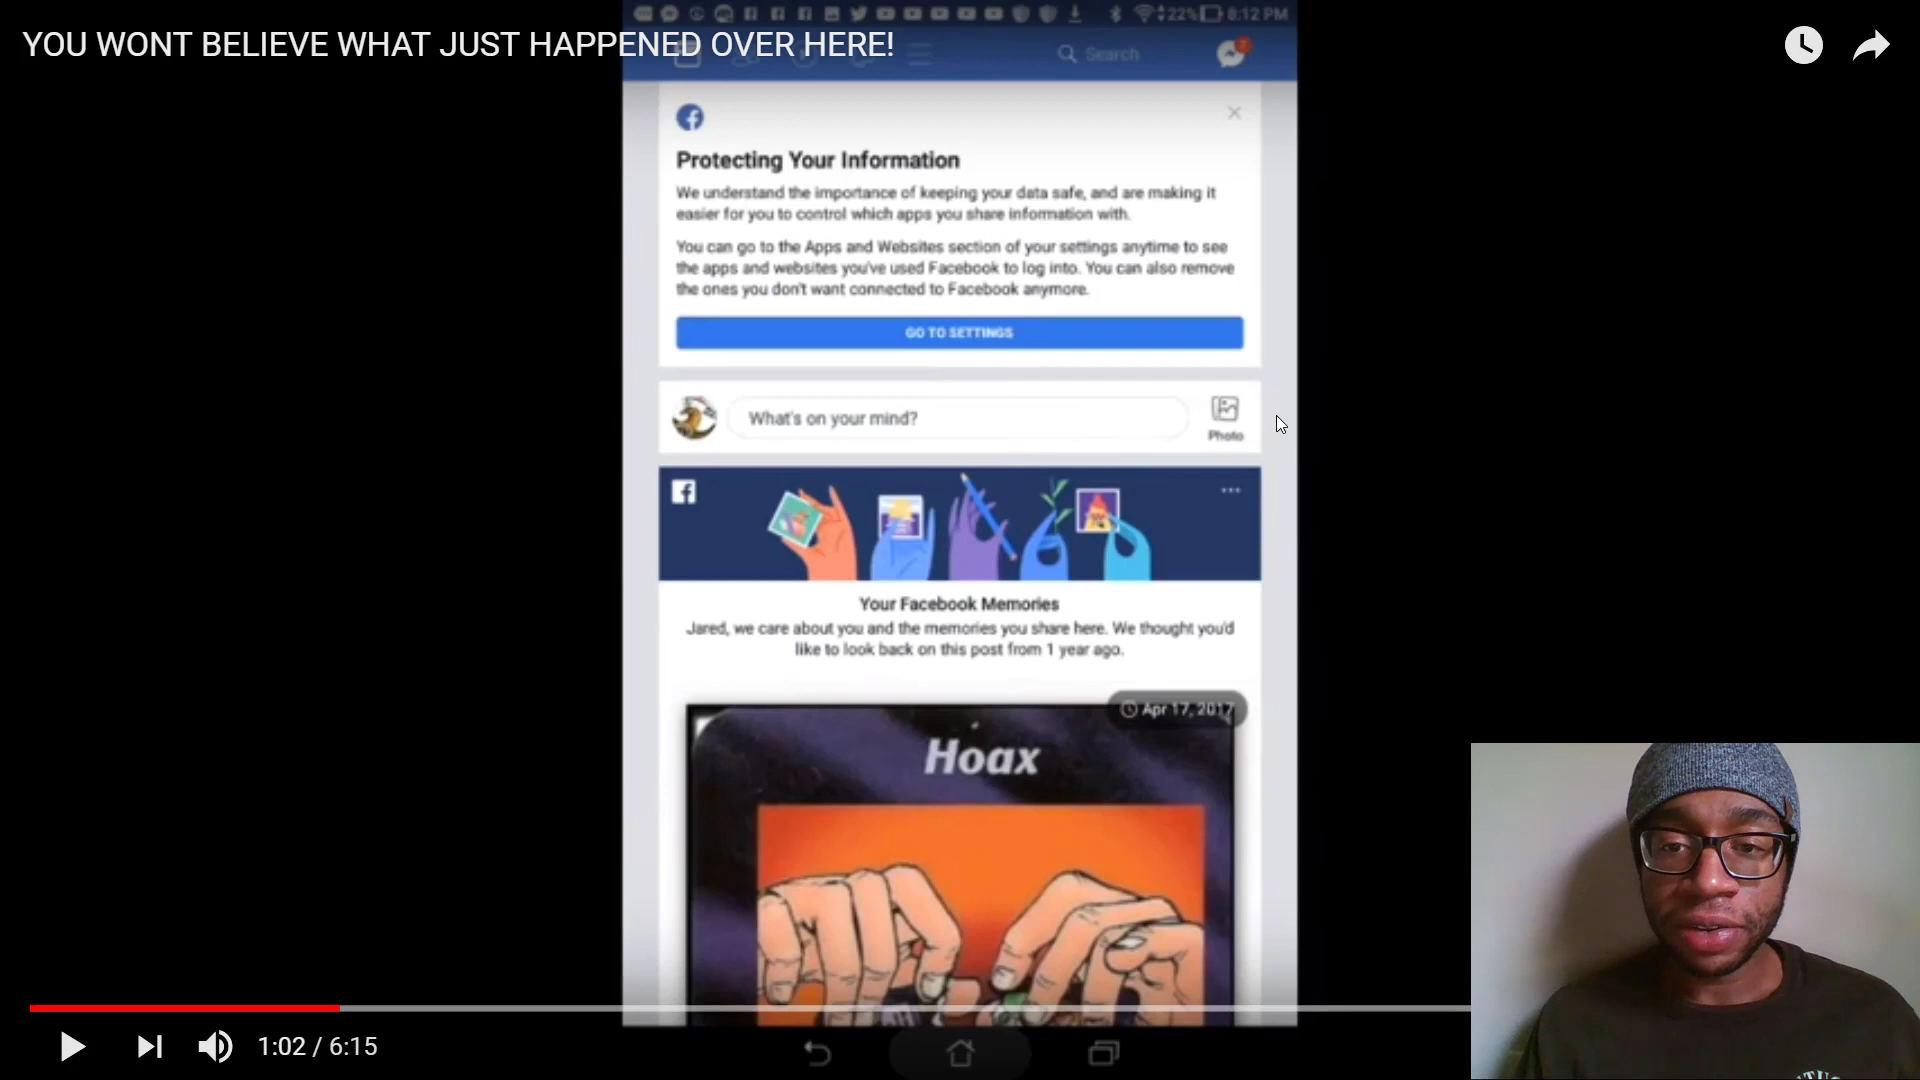 22% 8:12 PM
YOU WONT BELIEVE WHAT JUST HAPPENED OVER HERE!
Search
Protecting Your Information
We understand the importance of keeping your data safe, and are making it
easier for you to control which apps you share information with.
You can go to the Apps and Websites section of your settings anytime to see
the apps and websites you've used Facebook to log into. You can also remove
the ones you don't want connected to Facebook anymore.
GO TO SETTINGS
What's on your mind?
Photo
Your Facebook Memories
Jared, we care about you and the memories you share here. We thought you'd
like to look back on this post from 1 year ago.
Apr 17, 2017
Hoax
1:02 / 6:15